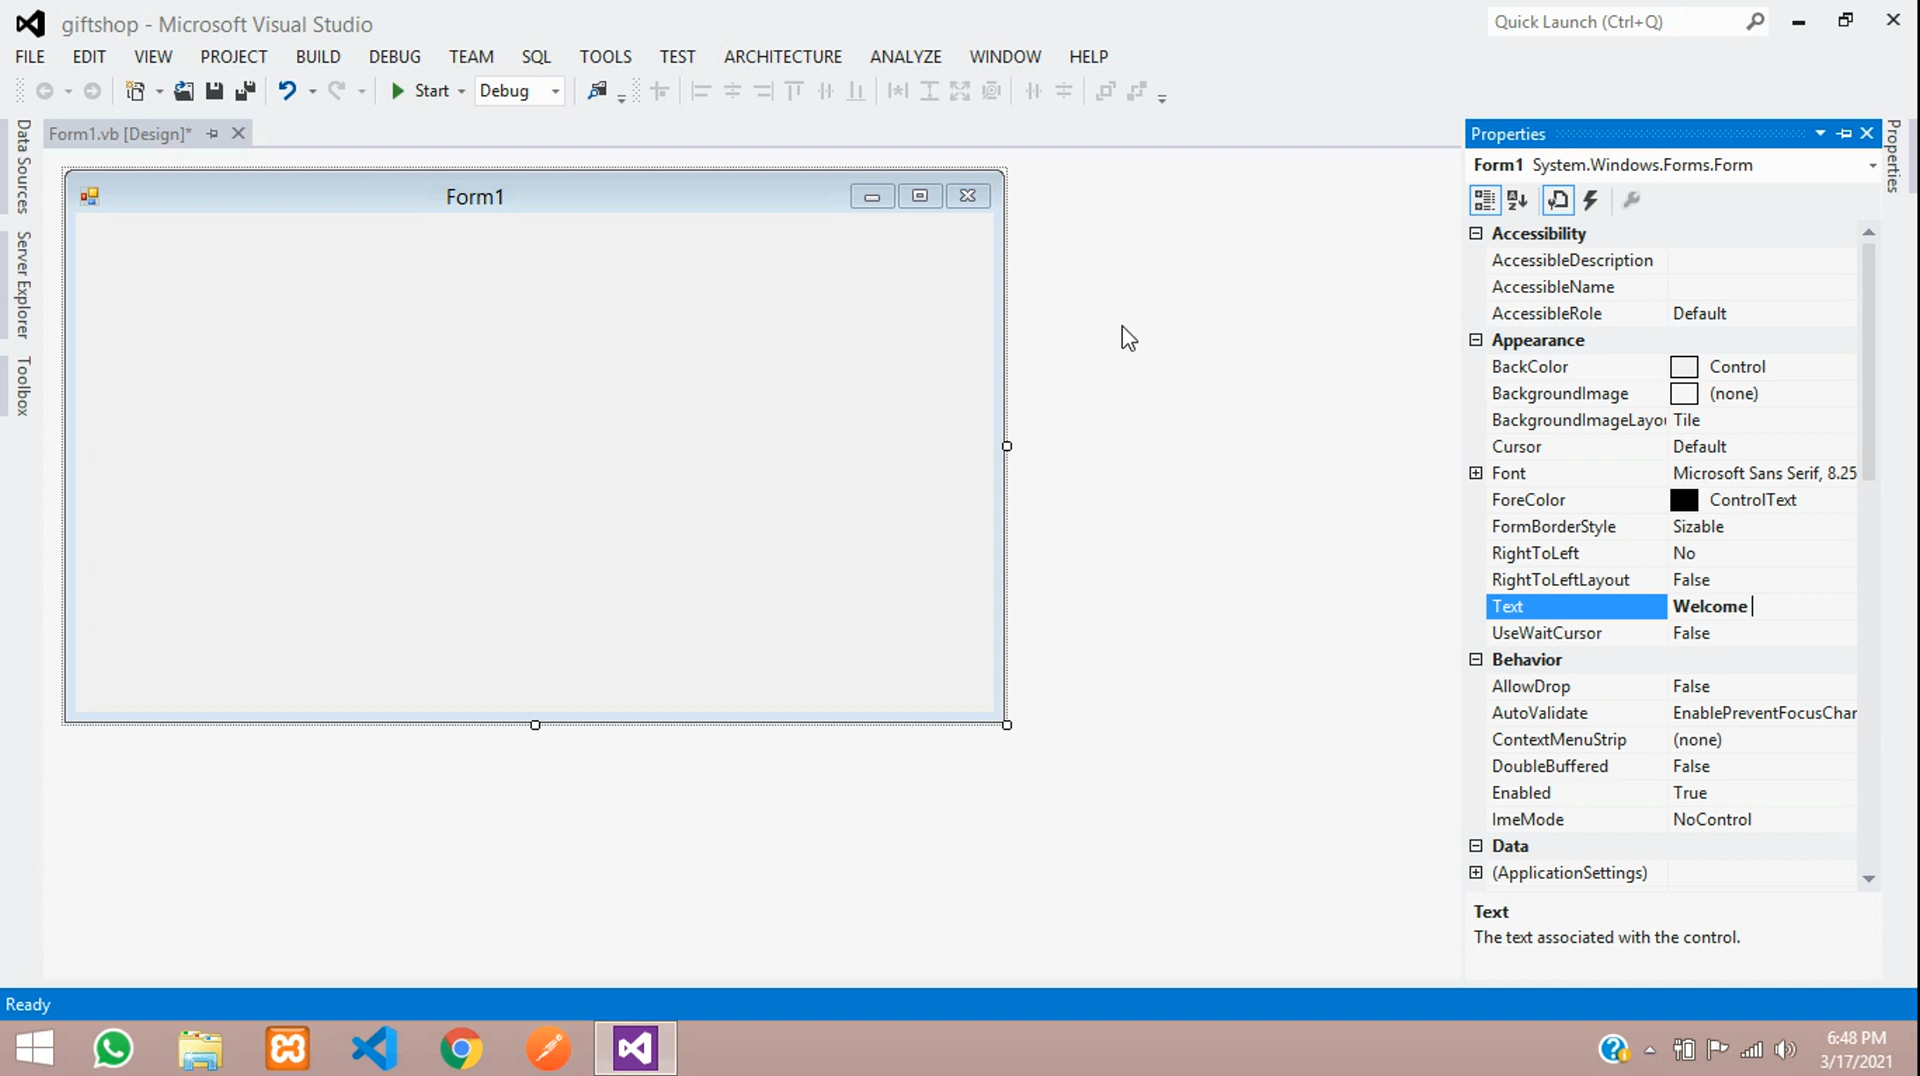 giftshop - Microsoft Visual Studio
Quick Launch (Ctrl+Q)
FILE EDIT VIEW PROJECT BUILD DEBUG TEAM SQL TOOLS TEST ARCHITECTURE ANALYZE WINDOW HELP
Start Debug
Form1.vb [Design]*
Data Sources
Server Explorer
Toolbox
Form1
Properties
Form1 System.Windows.Forms.Form
Accessibility
AccessibleDescription
AccessibleName
AccessibleRole Default
Appearance
BackColor Control
BackgroundImage (none)
BackgroundImageLayou Tile
Cursor Default
Font Microsoft Sans Serif, 8.25
ForeColor ControlText
FormBorderStyle Sizable
RightToLeft No
RightToLeftLayout False
Text Welcome
UseWaitCursor False
Behavior
AllowDrop False
AutoValidate EnablePreventFocusChar
ContextMenuStrip (none)
DoubleBuffered False
Enabled True
ImeMode NoControl
Data
(ApplicationSettings)
Text
The text associated with the control.
Properties
Ready
6:48 PM
3/17/2021